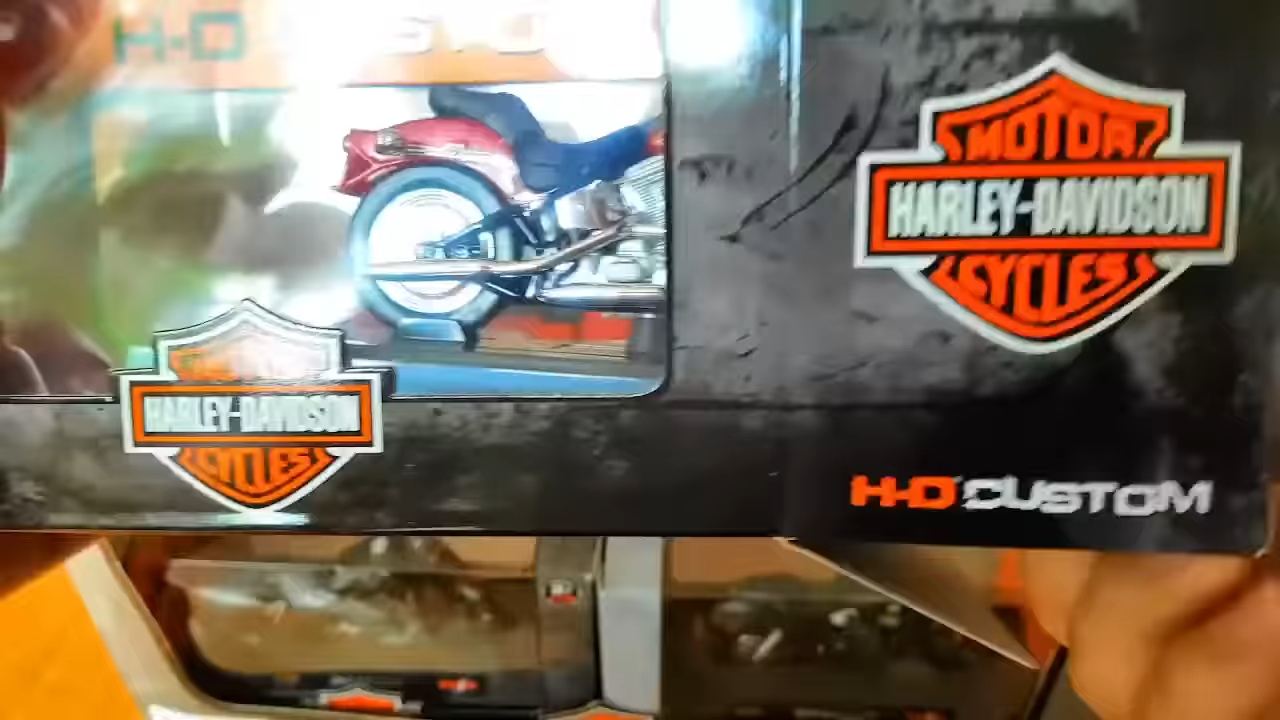 H-D
MOTOR
HARLEY-DAVIDSON
CYCLES
HARLEY-DAVIDSON
CYCLES
H-D CUSTOM